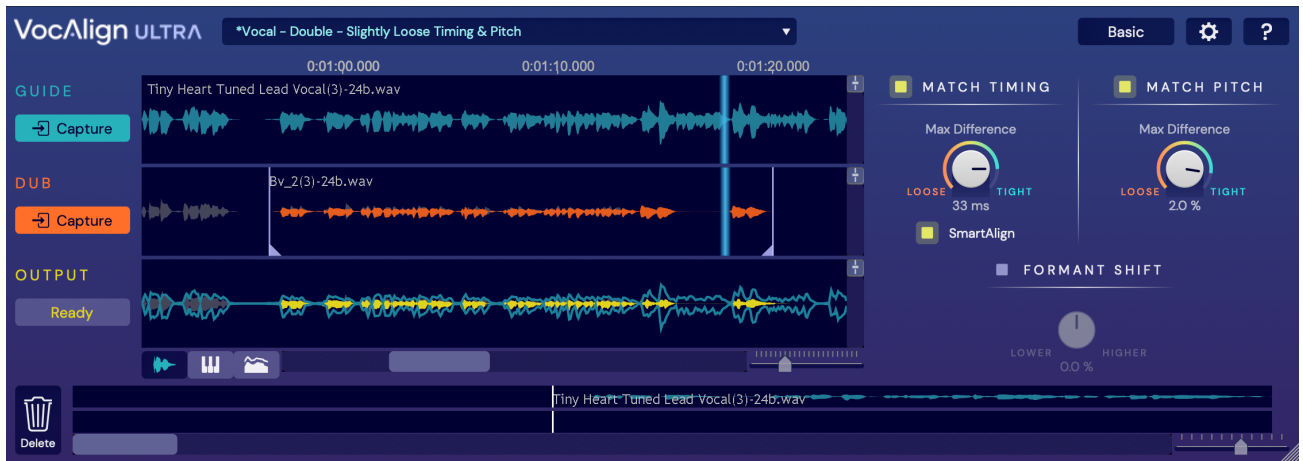 VocAlign ULTRA
*Vocal - Double - Slightly Loose Timing & Pitch
Basic
?
0:01:00.000
0:01:10.000
0:01:20.000
GUIDE
Capture
Tiny Heart Tuned Lead Vocal(3)-24b.wav
DUB
Capture
Bv_2(3)-24b.wav
OUTPUT
Ready
MATCH TIMING
Max Difference
LOOSE
TIGHT
33 ms
SmartAlign
MATCH PITCH
Max Difference
LOOSE
TIGHT
2.0 %
FORMANT SHIFT
LOWER
HIGHER
0.0 %
Delete
Tiny Heart Tuned Lead Vocal(3)-24b.wav